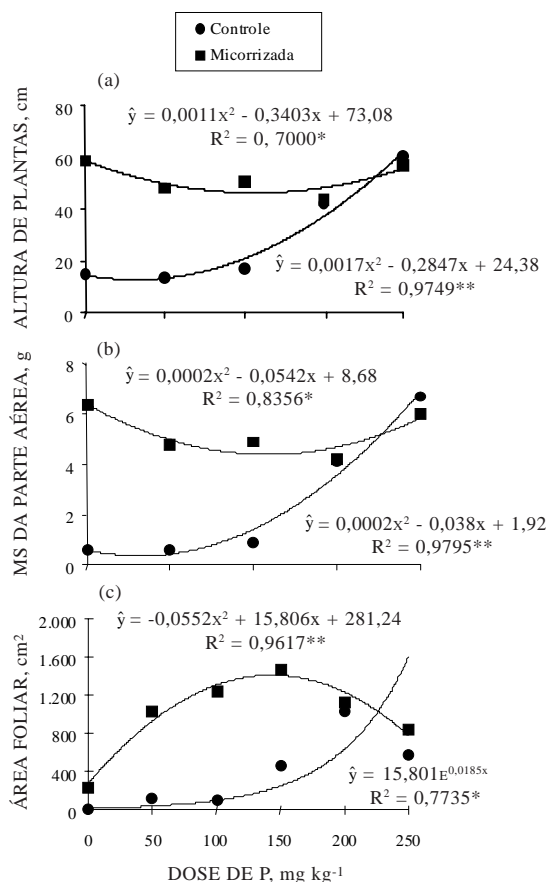 Controle
Micorrizada
(a)
ALTURA DE PLANTAS, cm
80
60
40
20
0
ŷ = 0,0011x² - 0,3403x + 73,08
R² = 0, 7000*
ŷ = 0,0017x² - 0,2847x + 24,38
R² = 0,9749**
(b)
MS DA PARTE AÉREA, g
8
6
4
2
0
ŷ = 0,0002x² - 0,0542x + 8,68
R² = 0,8356*
ŷ = 0,0002x² - 0,038x + 1,92
R² = 0,9795**
(c)
ÁREA FOLIAR, cm²
2.000
1.600
1.200
800
400
0
ŷ = -0,0552x² + 15,806x + 281,24
R² = 0,9617**
ŷ = 15,801E^0,0185x
R² = 0,7735*
0 50 100 150 200 250
DOSE DE P, mg kg⁻¹